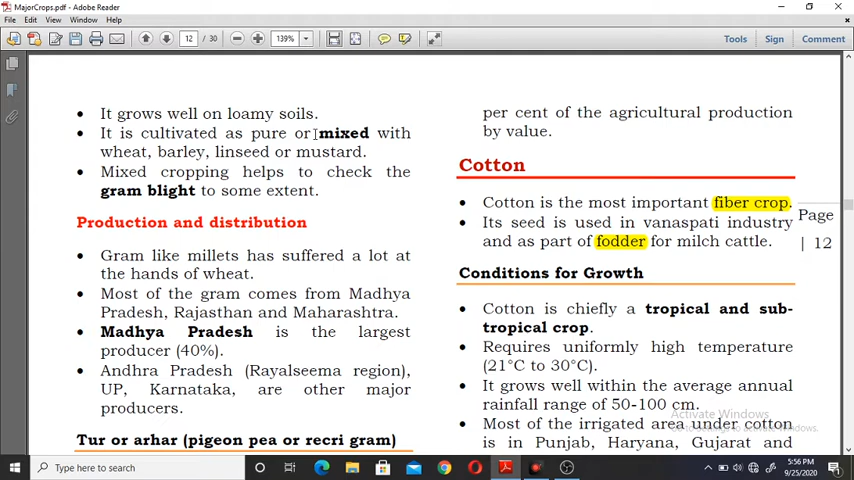 MajorCrops.pdf - Adobe Reader
File Edit View Window Help
12 / 30
139%
Tools Sign Comment
• It grows well on loamy soils.
• It is cultivated as pure or mixed with
wheat, barley, linseed or mustard.
• Mixed cropping helps to check the
gram blight to some extent.
Production and distribution
• Gram like millets has suffered a lot at
the hands of wheat.
• Most of the gram comes from Madhya
Pradesh, Rajasthan and Maharashtra.
• Madhya Pradesh is the largest
producer (40%).
• Andhra Pradesh (Rayalseema region),
UP, Karnataka, are other major
producers.
Tur or arhar (pigeon pea or recri gram)
per cent of the agricultural production
by value.
Cotton
• Cotton is the most important fiber crop.
• Its seed is used in vanaspati industry
and as part of fodder for milch cattle.
Conditions for Growth
• Cotton is chiefly a tropical and sub-
tropical crop.
• Requires uniformly high temperature
(21°C to 30°C).
• It grows well within the average annual
rainfall range of 50-100 cm.
• Most of the irrigated area under cotton
is in Punjab, Haryana, Gujarat and
Page
| 12
Activate Windows
Go to Settings to activate Windows.
Type here to search
5:56 PM
9/25/2020